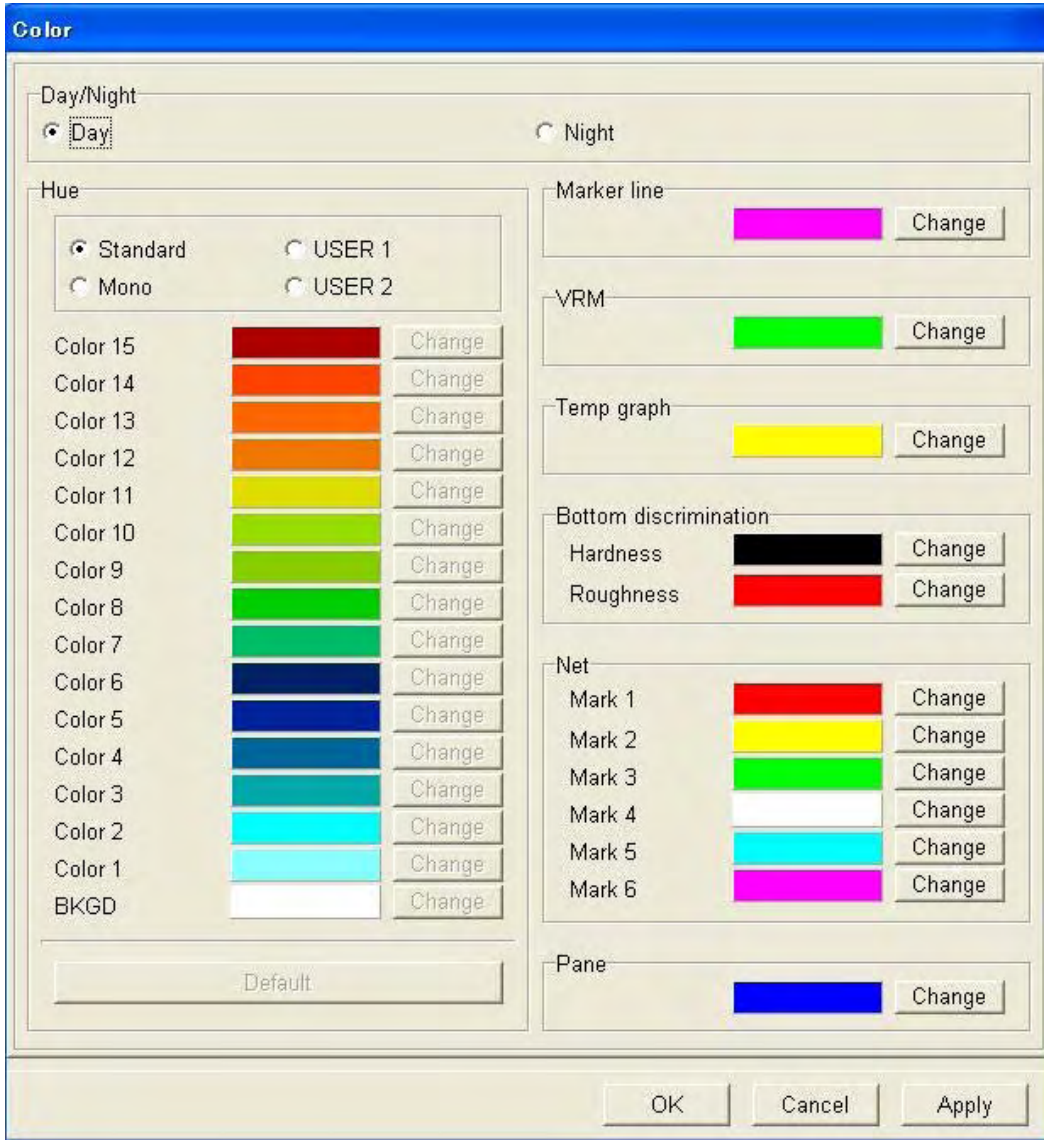 Color
Day/Night
Day
Night
Hue
Standard
USER 1
Mono
USER 2
Color 15 Change
Color 14 Change
Color 13 Change
Color 12 Change
Color 11 Change
Color 10 Change
Color 9 Change
Color 8 Change
Color 7 Change
Color 6 Change
Color 5 Change
Color 4 Change
Color 3 Change
Color 2 Change
Color 1 Change
BKGD Change
Default
Marker line
Change
VRM
Change
Temp graph
Change
Bottom discrimination
Hardness Change
Roughness Change
Net
Mark 1 Change
Mark 2 Change
Mark 3 Change
Mark 4 Change
Mark 5 Change
Mark 6 Change
Pane
Change
OK Cancel Apply